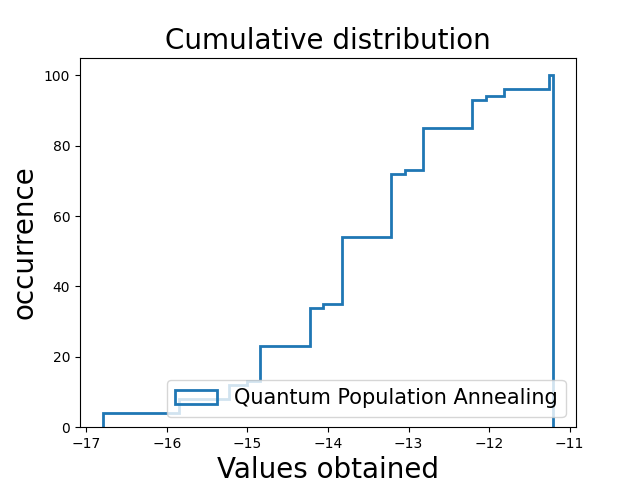 Cumulative distribution
occurrence
100
80
60
40
20
0
Quantum Population Annealing
−17 −16 −15 −14 −13 −12 −11
Values obtained